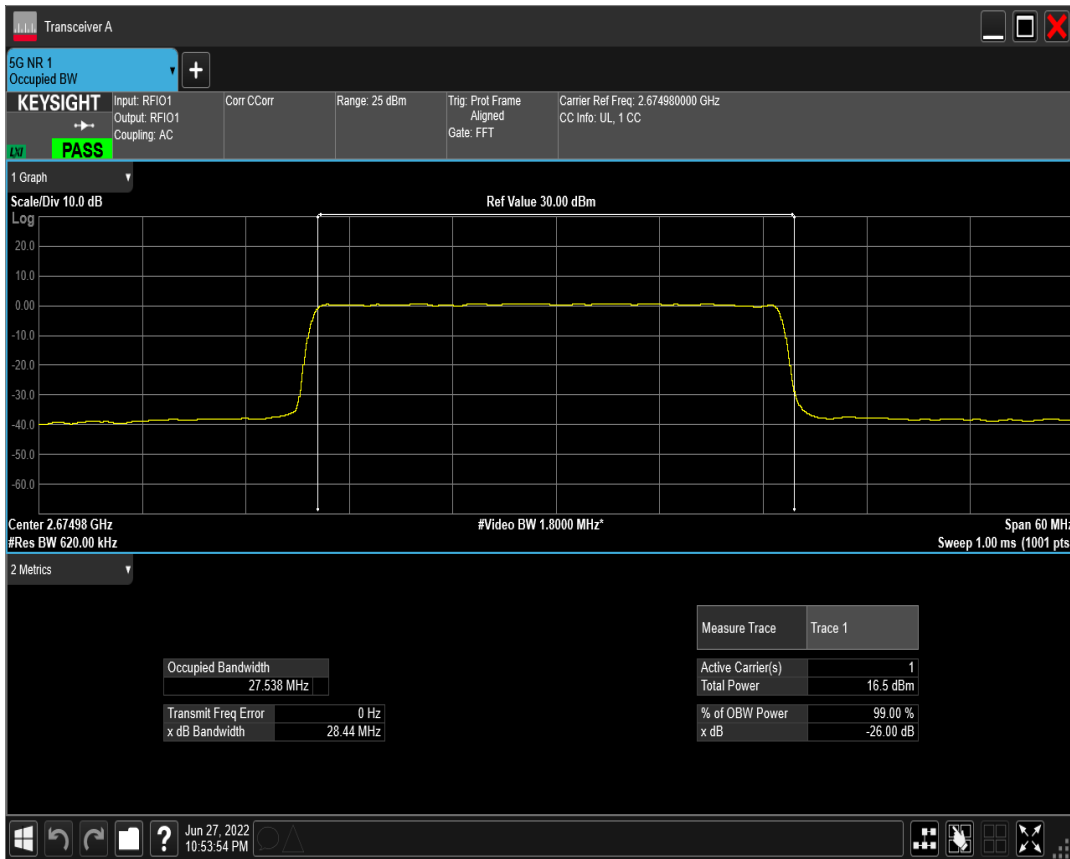 Transceiver A
5G NR 1
Occupied BW
+
KEYSIGHT
LXI
PASS
Input: RFIO1
Output: RFIO1
Coupling: AC
Corr CCorr
Range: 25 dBm
Trig: Prot Frame
Aligned
Gate: FFT
Carrier Ref Freq: 2.674980000 GHz
CC Info: UL, 1 CC
1 Graph
Scale/Div 10.0 dB
Ref Value 30.00 dBm
Log
20.0
10.0
0.00
-10.0
-20.0
-30.0
-40.0
-50.0
-60.0
Center 2.67498 GHz
#Video BW 1.8000 MHz*
Span 60 MHz
#Res BW 620.00 kHz
Sweep 1.00 ms (1001 pts
2 Metrics
Measure Trace Trace 1
Occupied Bandwidth
27.538 MHz
Active Carrier(s) 1
Total Power 16.5 dBm
Transmit Freq Error 0 Hz
x dB Bandwidth 28.44 MHz
% of OBW Power 99.00 %
x dB -26.00 dB
?
Jun 27, 2022
10:53:54 PM